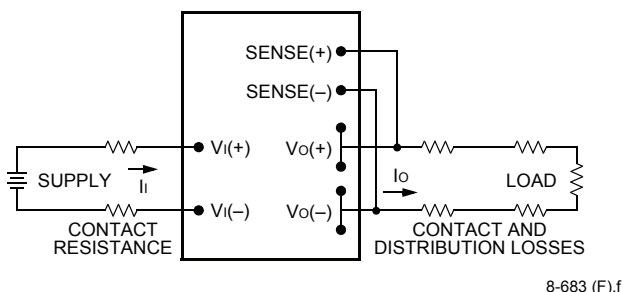 SENSE(+)
SENSE(–)
VI(+)
VO(+)
SUPPLY
II
IO
LOAD
VI(–)
VO(–)
CONTACT
RESISTANCE
CONTACT AND
DISTRIBUTION LOSSES
8-683 (F).f